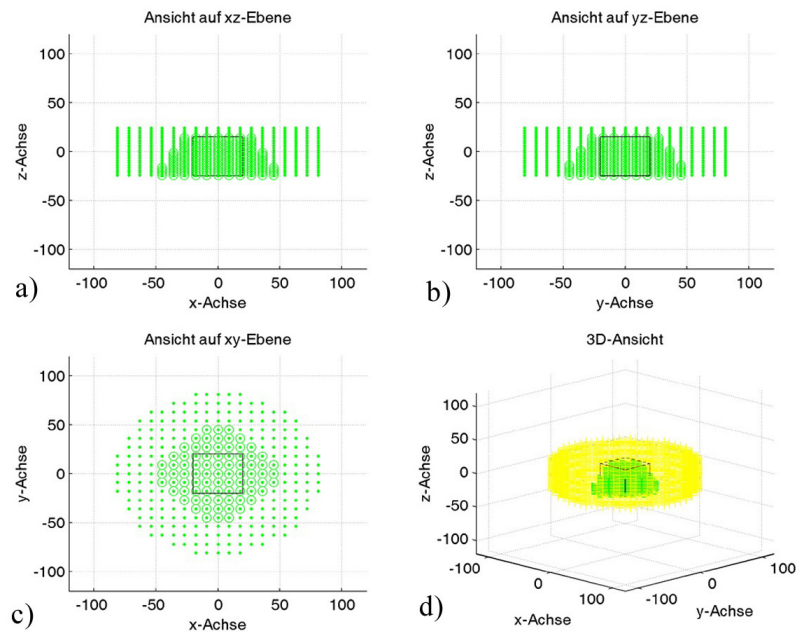 Ansicht auf xz-Ebene
100
50
0
-50
-100
z-Achse
-100 -50 0 50 100
x-Achse
a)
Ansicht auf yz-Ebene
100
50
0
-50
-100
z-Achse
-100 -50 0 50 100
y-Achse
b)
Ansicht auf xy-Ebene
100
50
0
-50
-100
y-Achse
-100 -50 0 50 100
x-Achse
c)
3D-Ansicht
100
50
0
-50
-100
z-Achse
-100 0 100
x-Achse
-100 0 100
y-Achse
d)